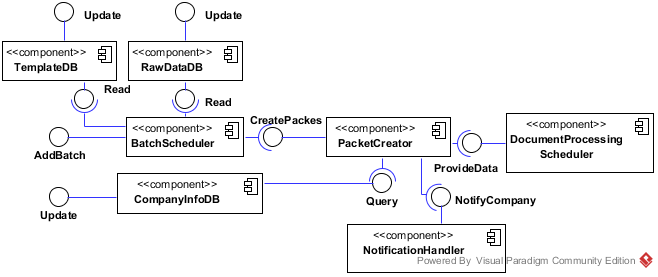 Update
Update
<<component>>
TemplateDB
<<component>>
RawDataDB
Read
Read
<<component>>
BatchScheduler
CreatePackes
<<component>>
PacketCreator
<<component>>
DocumentProcessing
Scheduler
AddBatch
ProvideData
<<component>>
CompanyInfoDB
Update
Query
NotifyCompany
<<component>>
NotificationHandler
Powered By Visual Paradigm Community Edition